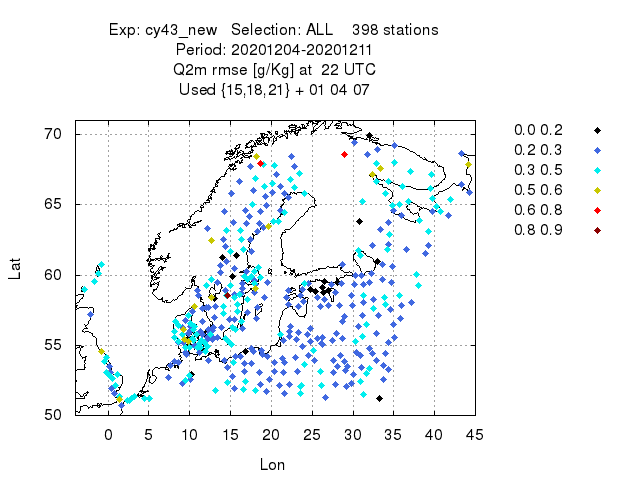 Exp: cy43_new   Selection: ALL    398 stations
Period: 20201204-20201211
Q2m rmse [g/Kg] at  22 UTC
Used {15,18,21} + 01 04 07
70
65
60
55
50
Lat
0 5 10 15 20 25 30 35 40 45
Lon
0.0 0.2
0.2 0.3
0.3 0.5
0.5 0.6
0.6 0.8
0.8 0.9